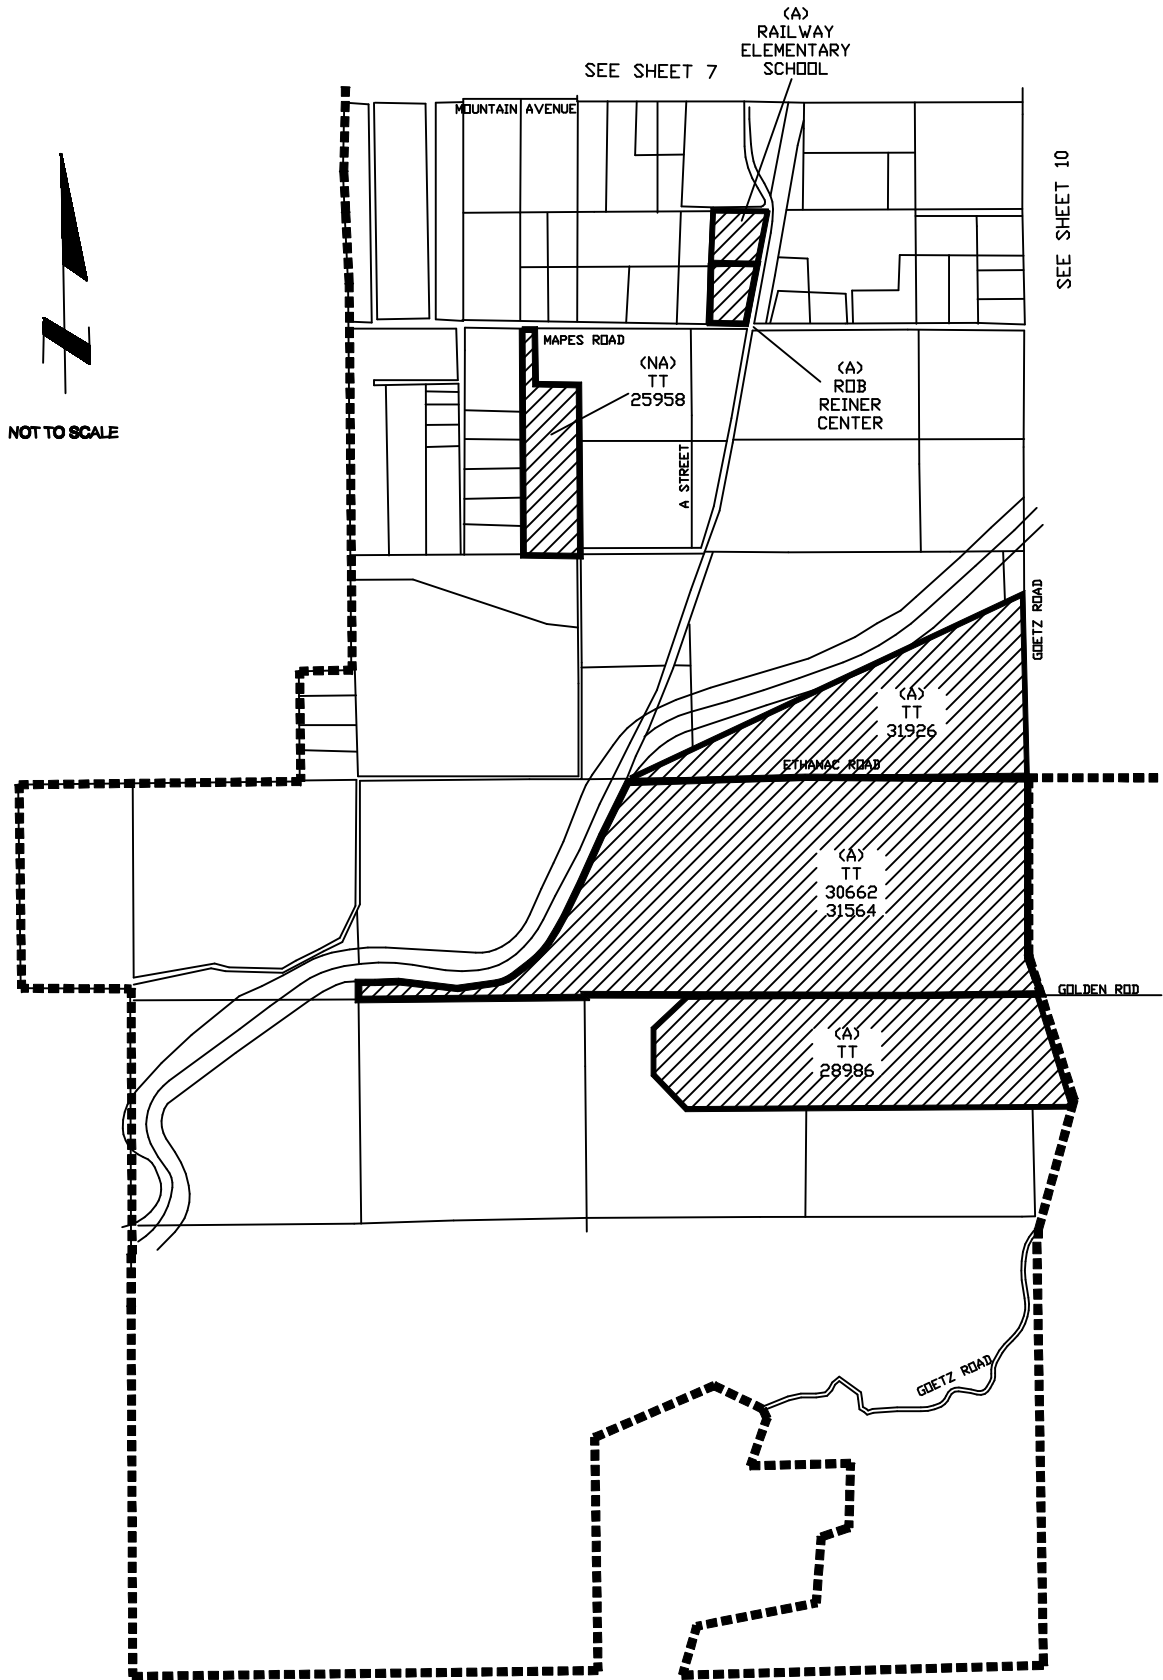 (A)
RAILWAY
ELEMENTARY
SCHOOL
SEE SHEET 7
MOUNTAIN AVENUE
SEE SHEET 10
NOT TO SCALE
MAPES ROAD
(NA)
TT
25958
(A)
ROB
REINER
CENTER
A STREET
GOETZ ROAD
(A)
TT
31926
ETHANAC ROAD
(A)
TT
30662
31564
GOLDEN ROD
(A)
TT
28986
GOETZ ROAD